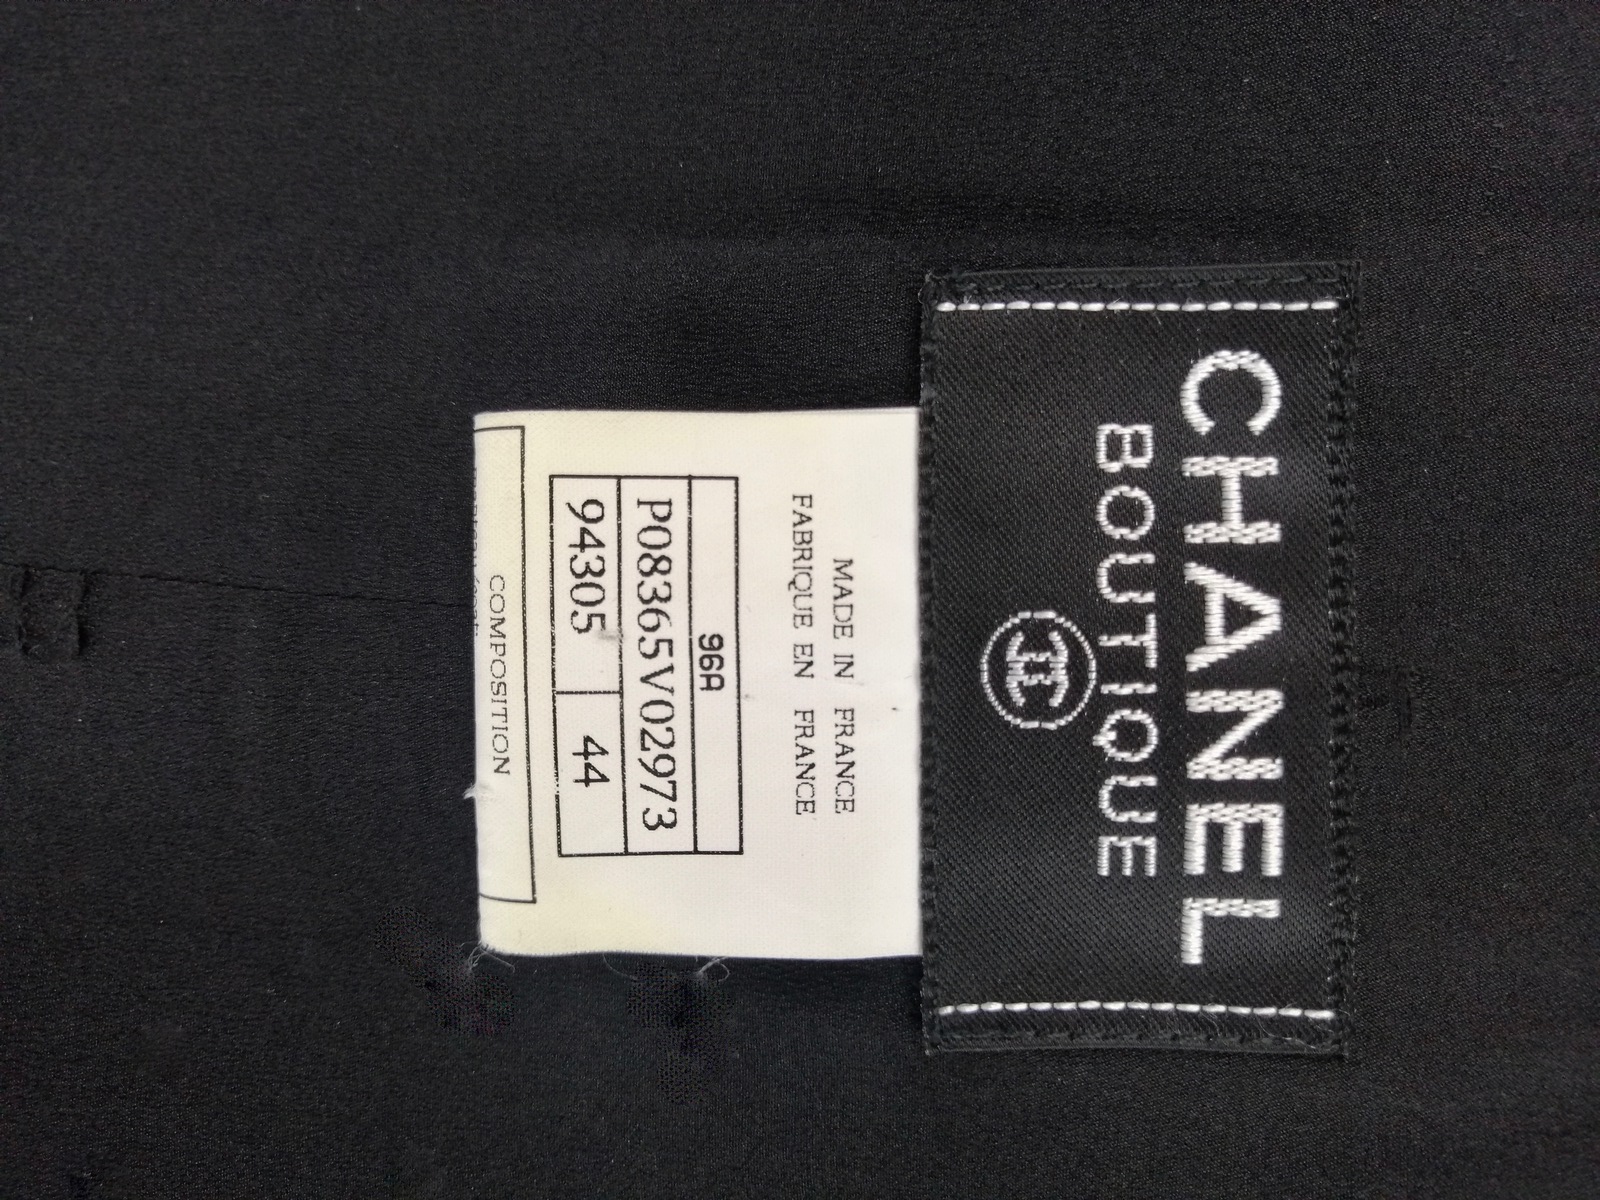 CHANEL
BOUTIQUE
MADE IN FRANCE
FABRIQUE EN FRANCE
96A
P08365V02973
94305 44
COMPOSITION